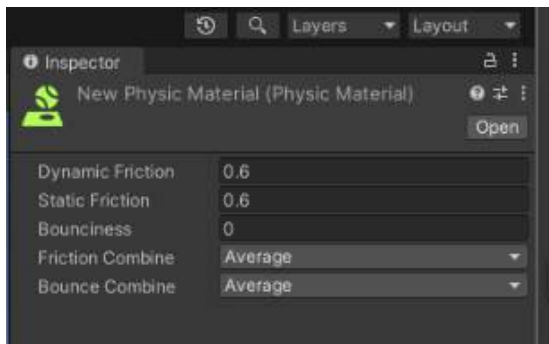 Layers Layout
Inspector
New Physic Material (Physic Material)
Open
Dynamic Friction 0.6
Static Friction 0.6
Bounciness 0
Friction Combine Average
Bounce Combine Average